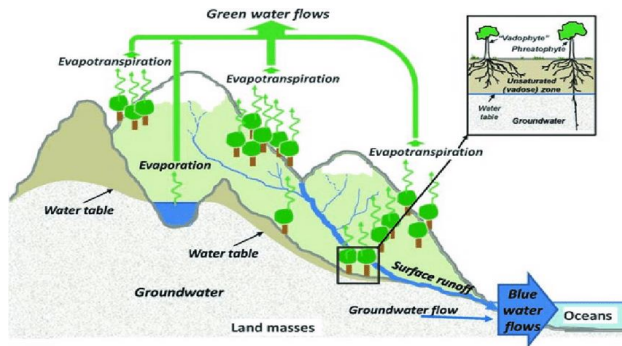 Green water flows
Evapotranspiration
Evapotranspiration
Evapotranspiration
Evaporation
Water table
Water table
Groundwater
Land masses
Surface runoff
Groundwater flow
Blue
water
flows
Oceans
"Vadophyte"
Phreatophyte
Unsaturated
(vadose) zone
Water
table
Groundwater